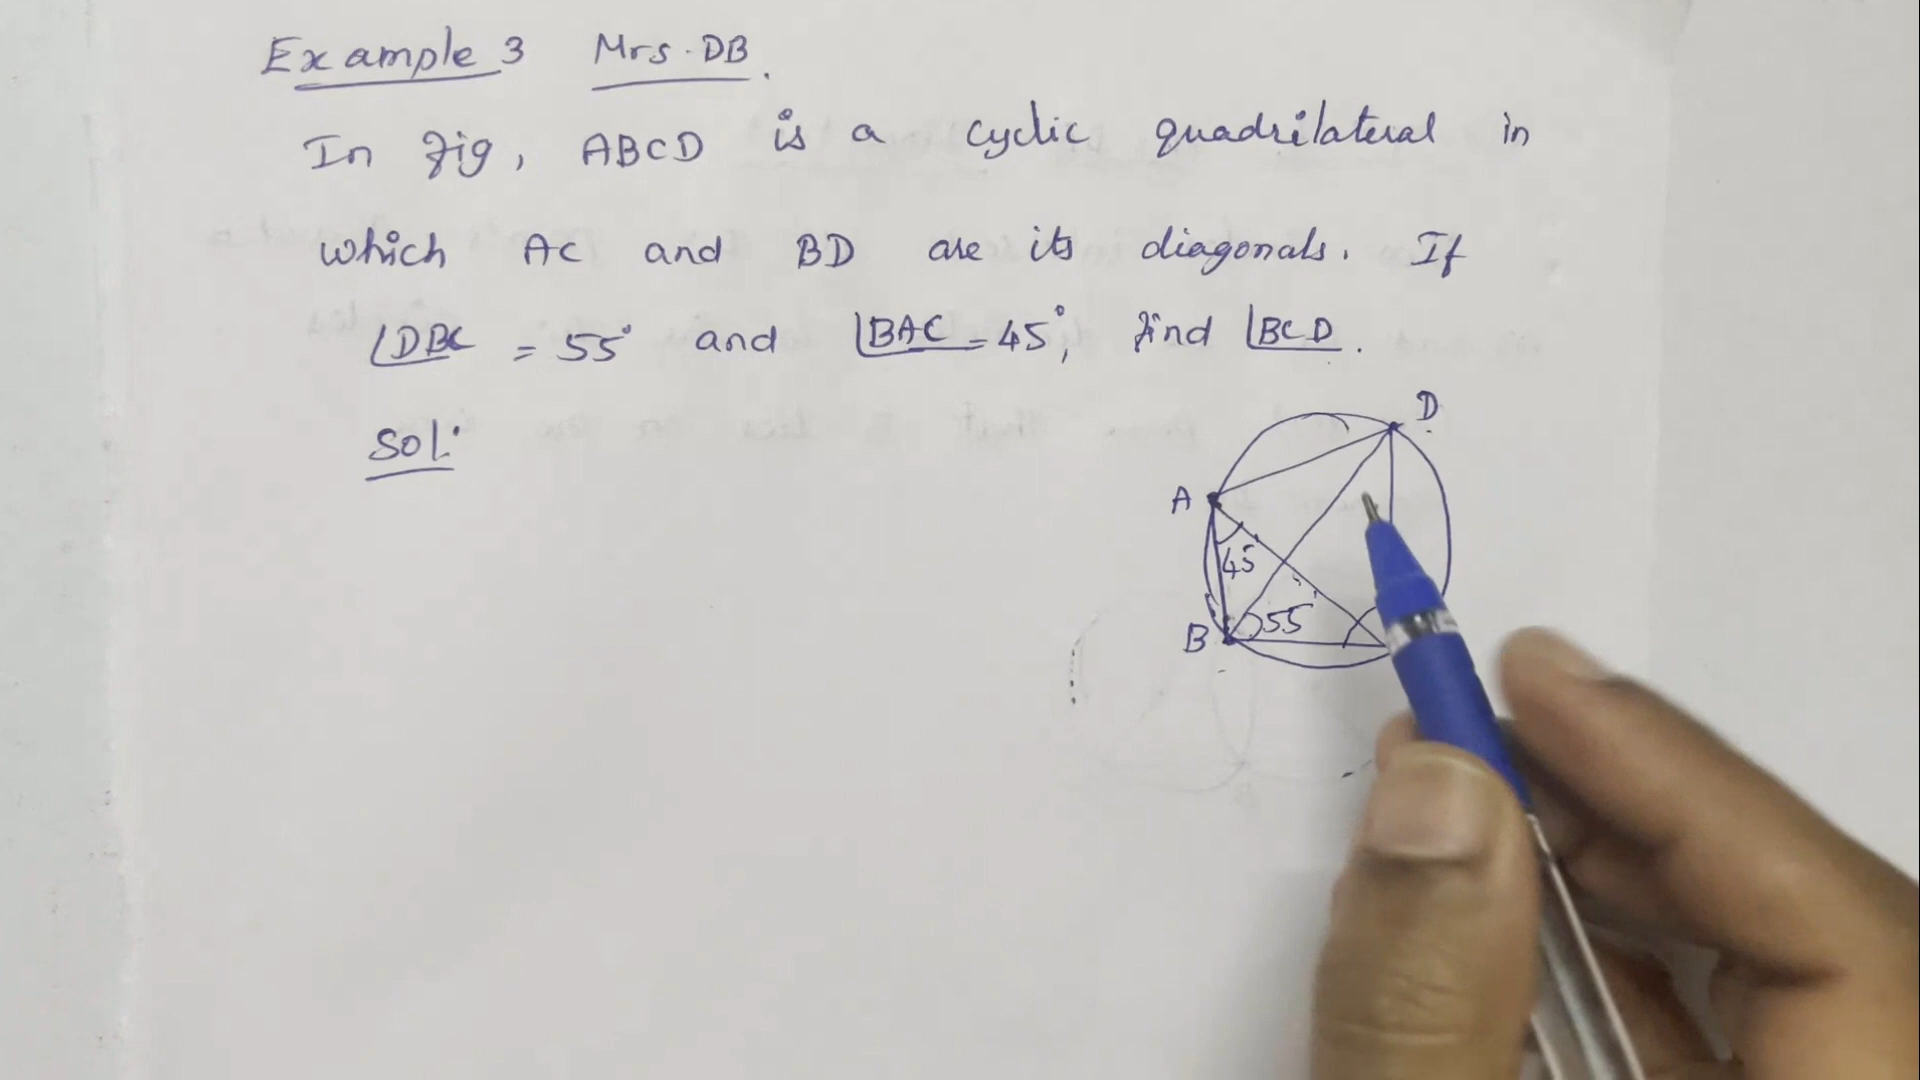 Example 3 Mrs. DB.
In fig, ABCD is a cyclic quadrilateral in
which AC and BD are its diagonals. If
∠DBC = 55° and ∠BAC = 45°, find ∠BCD.
Sol:
D
A
45
B 55